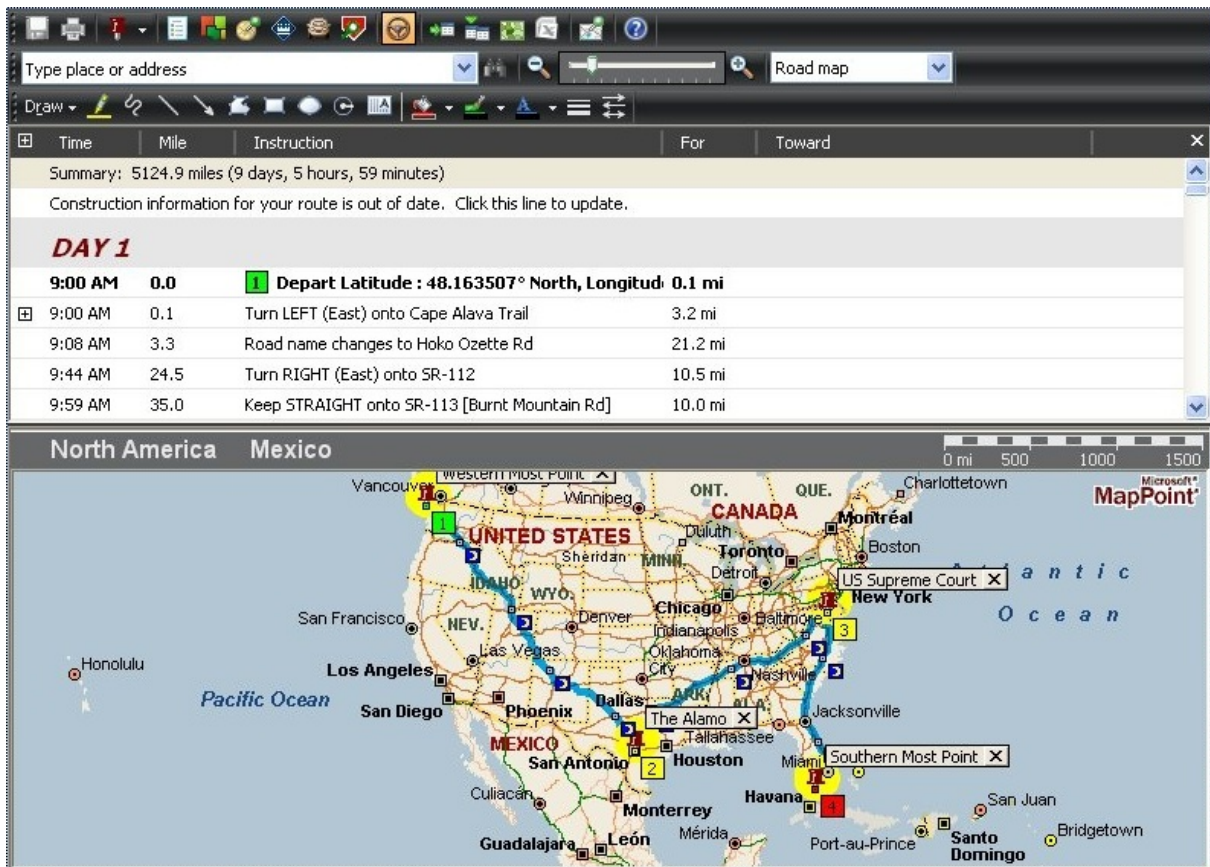 Type place or address
Road map
Draw
Time Mile Instruction For Toward
Summary: 5124.9 miles (9 days, 5 hours, 59 minutes)
Construction information for your route is out of date. Click this line to update.
DAY 1
9:00 AM 0.0 1 Depart Latitude : 48.163507° North, Longitud 0.1 mi
9:00 AM 0.1 Turn LEFT (East) onto Cape Alava Trail 3.2 mi
9:08 AM 3.3 Road name changes to Hoko Ozette Rd 21.2 mi
9:44 AM 24.5 Turn RIGHT (East) onto SR-112 10.5 mi
9:59 AM 35.0 Keep STRAIGHT onto SR-113 [Burnt Mountain Rd] 10.0 mi
North America Mexico
0 mi 500 1000 1500
Microsoft®
MapPoint®
Western Most Point
Vancouver
Winnipeg
ONT.
QUE.
Charlottetown
CANADA
Montréal
1
UNITED STATES
Duluth
Sheridan
MINN.
Toronto
Boston
Detroit
Atlantic
Ocean
US Supreme Court
IDAHO
WYO.
New York
Chicago
San Francisco
NEV.
Denver
Indianapolis
Baltimore
3
Honolulu
Las Vegas
Oklahoma
City
Los Angeles
Nashville
Pacific Ocean
San Diego
Phoenix
Dallas
ARK.
ALA.
The Alamo
Jacksonville
Tallahassee
MEXICO
San Antonio
2
Houston
Miami
Southern Most Point
Culiacán
Monterrey
Havana
4
San Juan
Guadalajara
León
Mérida
Port-au-Prince
Santo
Domingo
Bridgetown